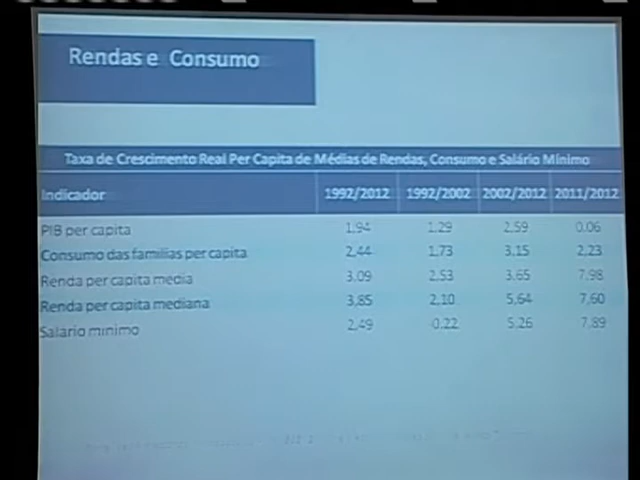 Rendas e Consumo
Taxa de Crescimento Real Per Capita de Médias de Rendas, Consumo e Salário Mínimo
Indicador 1992/2012 1992/2002 2002/2012 2011/2012
PIB per capita 1,94 1,29 2,59 0,06
Consumo das famílias per capita 2,44 1,73 3,15 2,23
Renda per capita media 3,09 2,53 3,65 7,98
Renda per capita mediana 3,85 2,10 5,64 7,60
Salario minimo 2,49 -0,22 5,26 7,89